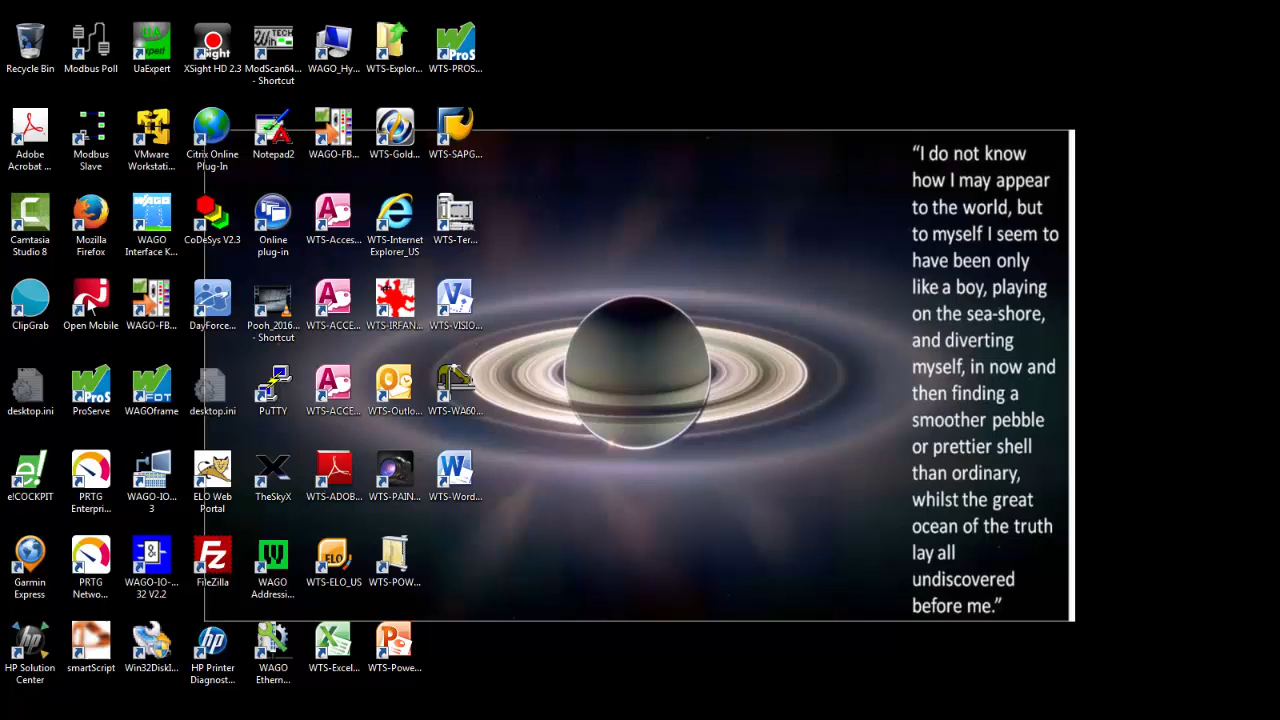 Recycle Bin
Modbus Poll
UaExpert
XSight HD 2.3
ModScan64...
- Shortcut
WAGO_Hy...
WTS-Explor...
WTS-PROS...
Adobe
Acrobat ...
Modbus
Slave
VMware
Workstati...
Citrix Online
Plug-In
Notepad2
WAGO-FB...
WTS-Gold...
WTS-SAPG...
Camtasia
Studio 8
Mozilla
Firefox
WAGO
Interface K...
CoDeSys V2.3
Online
plug-in
WTS-Acces...
WTS-Internet
Explorer_US
WTS-Ter...
ClipGrab
Open Mobile
WAGO-FB...
DayForce...
Pooh_2016...
- Shortcut
WTS-ACCE...
WTS-IRFAN...
WTS-VISIO...
desktop.ini
ProServe
WAGOframe
desktop.ini
PuTTY
WTS-ACCE...
WTS-Outlo...
WTS-WA60...
e!COCKPIT
PRTG
Enterpri...
WAGO-IO...
3
ELO Web
Portal
TheSkyX
WTS-ADOB...
WTS-PAIN...
WTS-Word...
Garmin
Express
PRTG
Netwo...
WAGO-IO-...
32 V2.2
FileZilla
WAGO
Addressi...
WTS-ELO_US
WTS-POW...
HP Solution
Center
smartScript
Win32DiskI...
HP Printer
Diagnost...
WAGO
Ethern...
WTS-Excel...
WTS-Powe...
“I do not know
how I may appear
to the world, but
to myself I seem to
have been only
like a boy, playing
on the sea-shore,
and diverting
myself, in now and
then finding a
smoother pebble
or prettier shell
than ordinary,
whilst the great
ocean of the truth
lay all
undiscovered
before me.”